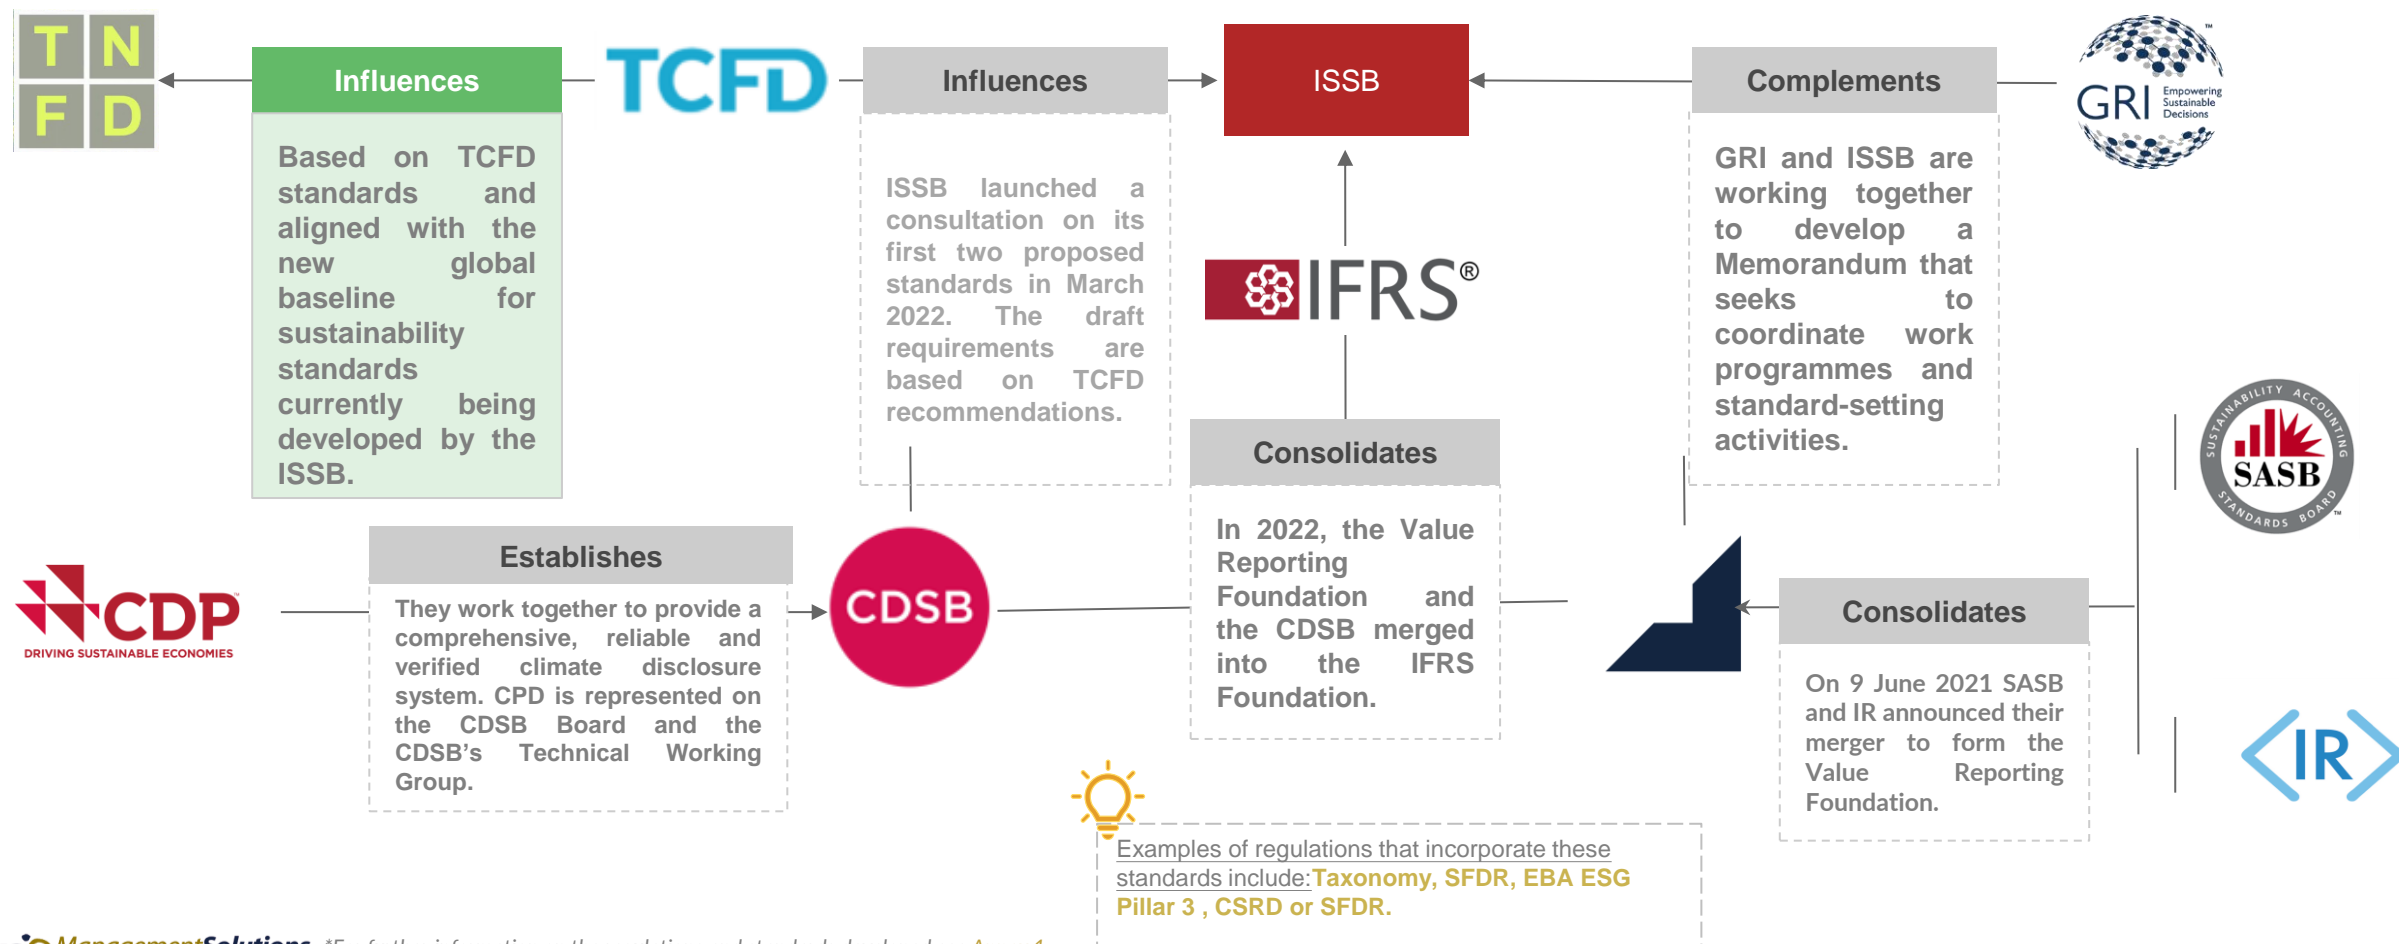 T N
F D
Influences
Based on TCFD
standards and
aligned with the
new global
baseline for
sustainability
standards
currently being
developed by the
ISSB.
TCFD
Influences
ISSB launched a
consultation on its
first two proposed
standards in March
2022. The draft
requirements are
based on TCFD
recommendations.
ISSB
IFRS®
Complements
GRI and ISSB are
working together
to develop a
Memorandum that
seeks to
coordinate work
programmes and
standard-setting
activities.
GRI
Empowering
Sustainable
Decisions
™
CDP
DRIVING SUSTAINABLE ECONOMIES
Establishes
They work together to provide a
comprehensive, reliable and
verified climate disclosure
system. CPD is represented on
the CDSB Board and the
CDSB’s Technical Working
Group.
CDSB
Consolidates
In 2022, the Value
Reporting
Foundation and
the CDSB merged
into the IFRS
Foundation.
Consolidates
On 9 June 2021 SASB
and IR announced their
merger to form the
Value Reporting
Foundation.
SUSTAINABILITY ACCOUNTING
SASB
STANDARDS BOARD
™
<IR>
Examples of regulations that incorporate these
standards include:Taxonomy, SFDR, EBA ESG
Pillar 3 , CSRD or SFDR.
ManagementSolutions